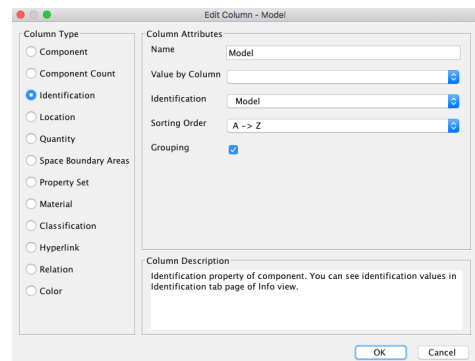 Edit Column - Model
Column Type
Component
Component Count
Identification
Location
Quantity
Space Boundary Areas
Property Set
Material
Classification
Hyperlink
Relation
Color
Column Attributes
Name
Model
Value by Column
Identification
Model
Sorting Order
A -> Z
Grouping
Column Description
Identification property of component. You can see identification values in
Identification tab page of Info view.
OK
Cancel